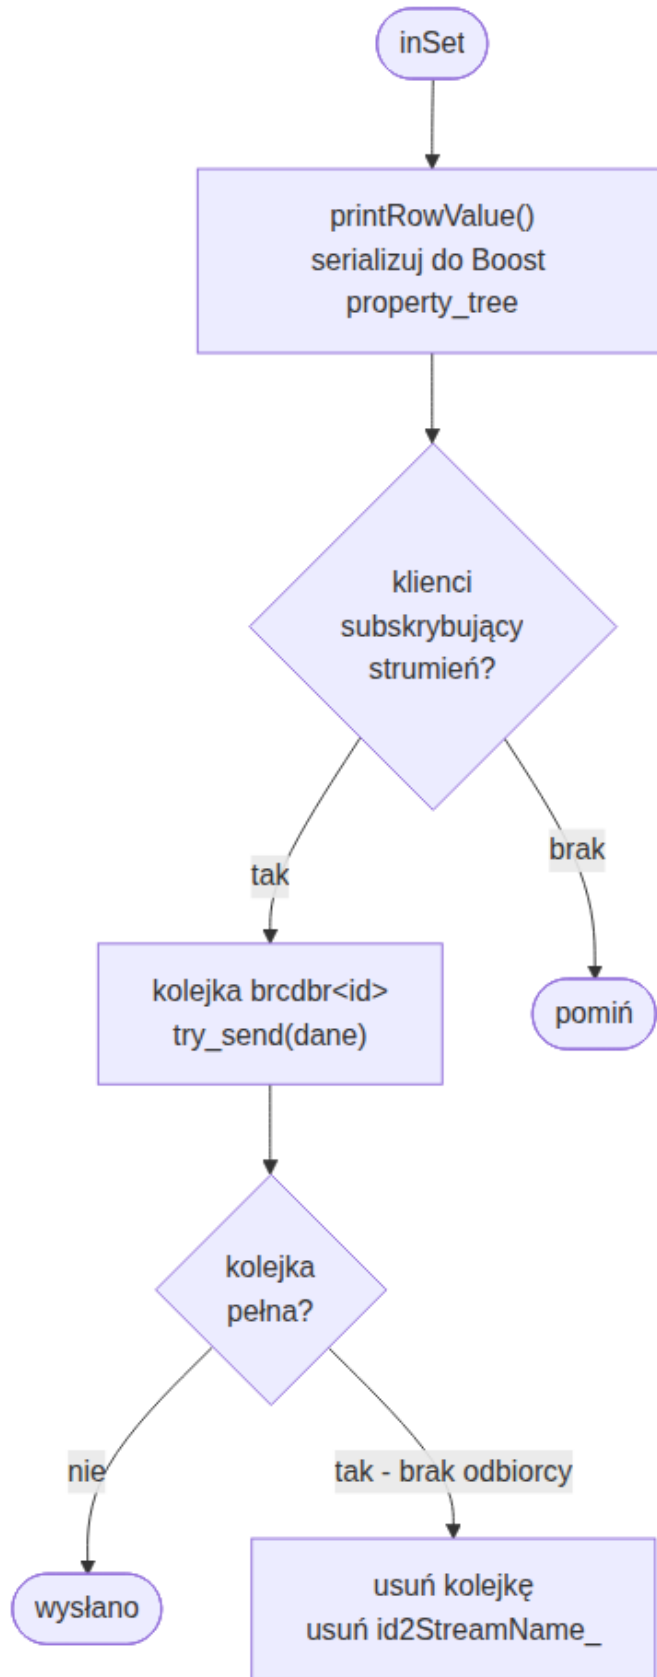 inSet
printRowValue()
serializuj do Boost
property_tree
klienci
subskrybujący
strumień?
tak
brak
kolejka brcdbr<id>
try_send(dane)
pomiń
kolejka
pełna?
nie
tak - brak odbiorcy
wysłano
usuń kolejkę
usuń id2StreamName_